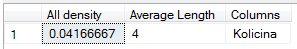 All density Average Length Columns
1 0.04166667 4 Kolicina